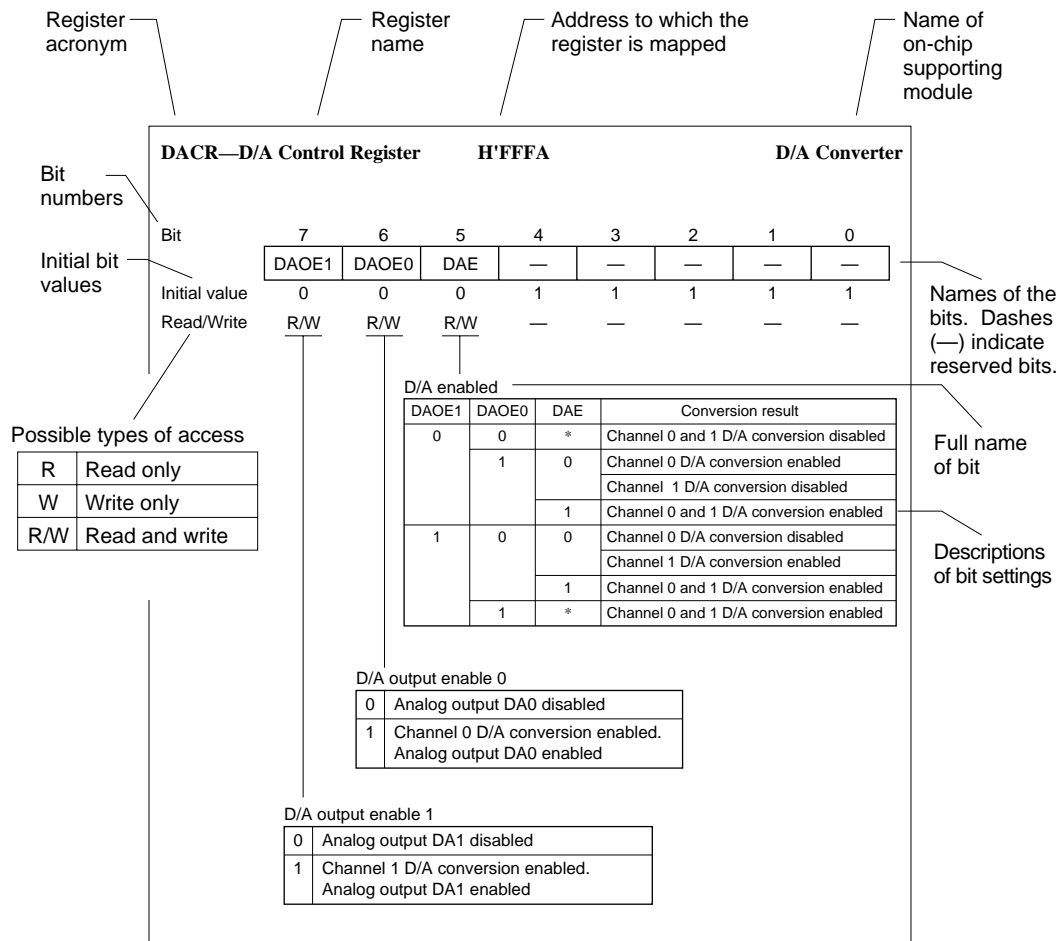 Register acronym
Register name
Address to which the register is mapped
Name of on-chip supporting module
DACR—D/A Control Register H'FFFA D/A Converter
Bit numbers
Bit 7 6 5 4 3 2 1 0
Initial bit values
DAOE1 DAOE0 DAE — — — — —
Initial value 0 0 0 1 1 1 1 1
Read/Write R/W R/W R/W — — — — —
Names of the bits. Dashes (—) indicate reserved bits.
Possible types of access
R Read only
W Write only
R/W Read and write
D/A enabled
DAOE1 DAOE0 DAE Conversion result
0 0 * Channel 0 and 1 D/A conversion disabled
1 0 Channel 0 D/A conversion enabled
Channel 1 D/A conversion disabled
1 Channel 0 and 1 D/A conversion enabled
1 0 0 Channel 0 D/A conversion disabled
Channel 1 D/A conversion enabled
1 Channel 0 and 1 D/A conversion enabled
1 * Channel 0 and 1 D/A conversion enabled
Full name of bit
Descriptions of bit settings
D/A output enable 0
0 Analog output DA0 disabled
1 Channel 0 D/A conversion enabled.
Analog output DA0 enabled
D/A output enable 1
0 Analog output DA1 disabled
1 Channel 1 D/A conversion enabled.
Analog output DA1 enabled